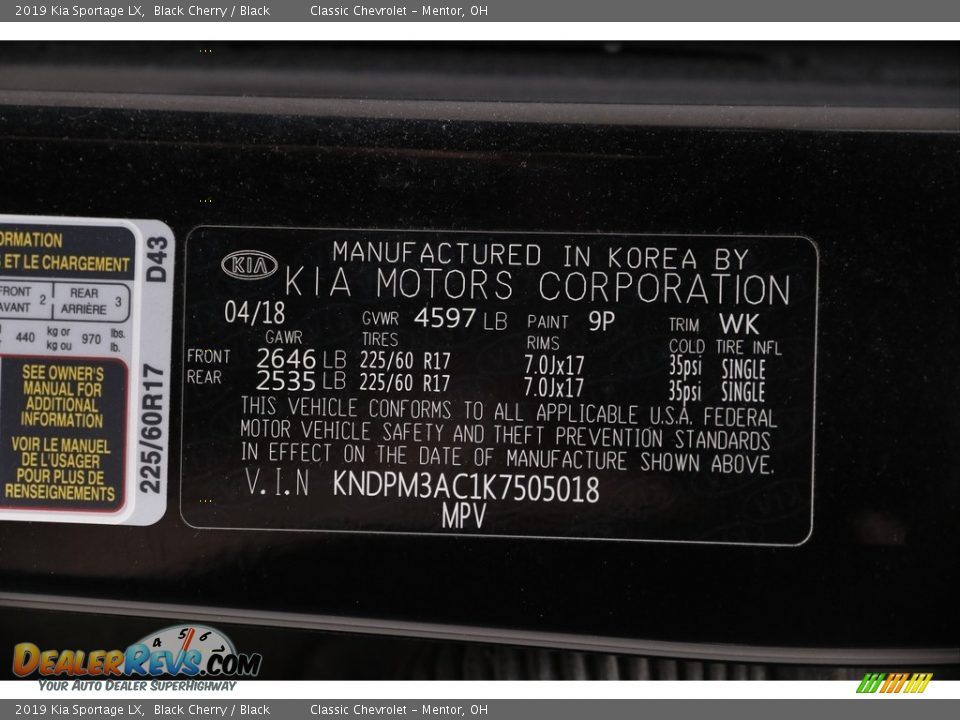 2019 Kia Sportage LX, Black Cherry / Black Classic Chevrolet - Mentor, OH
ORMATION
ET LE CHARGEMENT
FRONT
AVANT 2
REAR
ARRIÈRE 3
440 kg or
kg ou 970 lbs.
lb.
SEE OWNER'S
MANUAL FOR
ADDITIONAL
INFORMATION
VOIR LE MANUEL
DE L'USAGER
POUR PLUS DE
RENSEIGNEMENTS
D43
225/60R17
KIA
MANUFACTURED IN KOREA BY
KIA MOTORS CORPORATION
04/18 GVWR 4597 LB PAINT 9P TRIM WK
GAWR TIRES RIMS COLD TIRE INFL
FRONT 2646 LB 225/60 R17 7.0Jx17 35psi SINGLE
REAR 2535 LB 225/60 R17 7.0Jx17 35psi SINGLE
THIS VEHICLE CONFORMS TO ALL APPLICABLE U.S.A. FEDERAL
MOTOR VEHICLE SAFETY AND THEFT PREVENTION STANDARDS
IN EFFECT ON THE DATE OF MANUFACTURE SHOWN ABOVE.
V.I.N KNDPM3AC1K7505018
MPV
4 5 6
DEALERREVS.COM
YOUR AUTO DEALER SUPERHIGHWAY
2019 Kia Sportage LX, Black Cherry / Black Classic Chevrolet - Mentor, OH